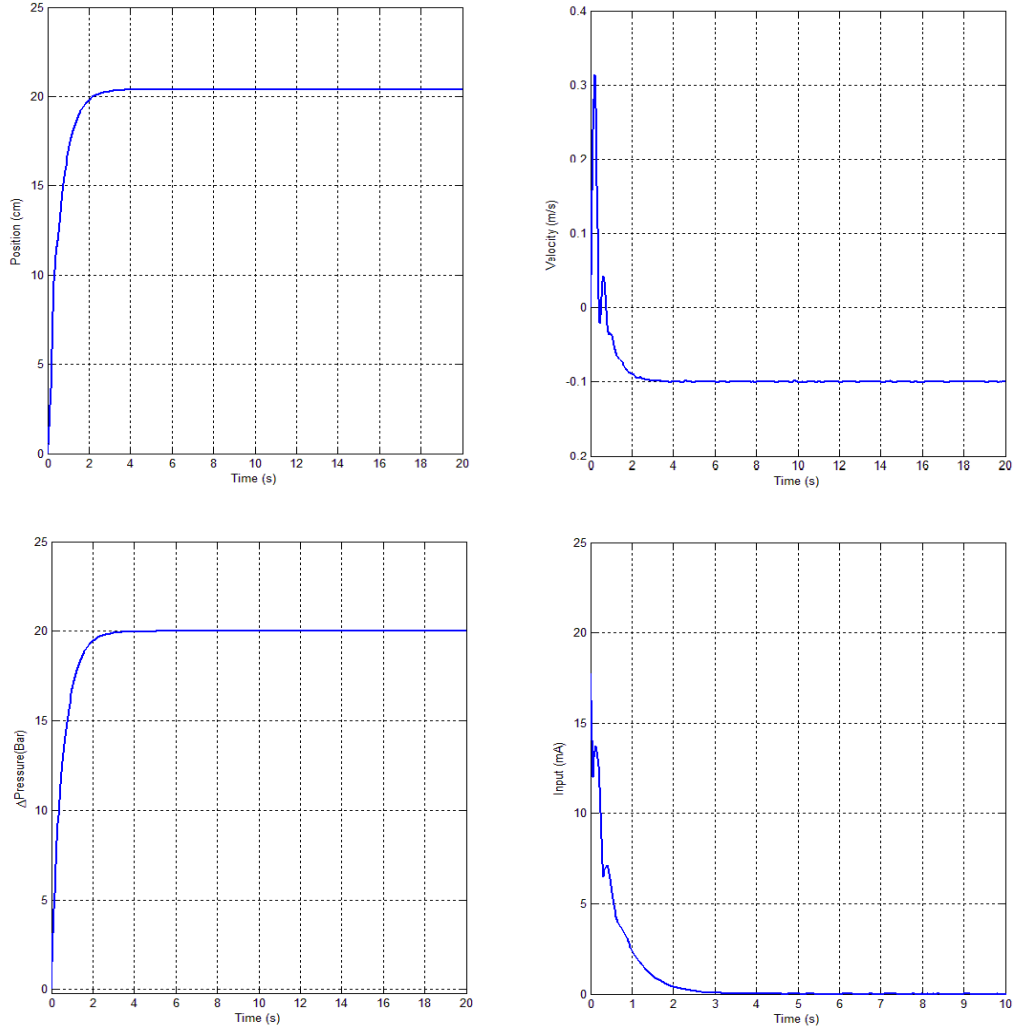 25
20
15
10
5
0
Position (cm)
0 2 4 6 8 10 12 14 16 18 20
Time (s)
0.4
0.3
0.2
0.1
0
-0.1
0.2
Velocity (m/s)
0 2 4 6 8 10 12 14 16 18 20
Time (s)
25
20
15
10
5
0
ΔPressure(Bar)
0 2 4 6 8 10 12 14 16 18 20
Time (s)
25
20
15
10
5
0
Input (mA)
0 1 2 3 4 5 6 7 8 9 10
Time (s)